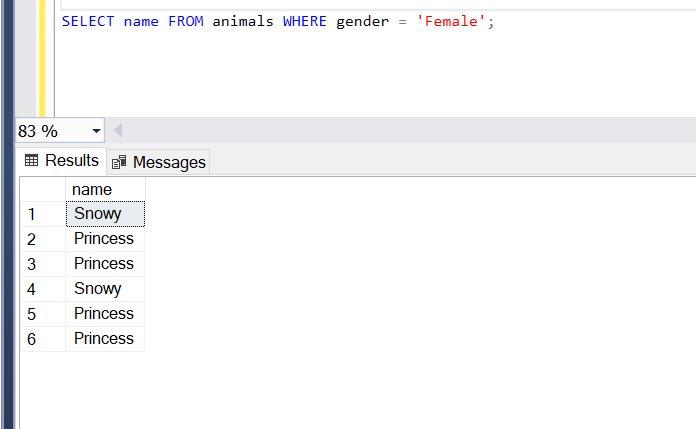 SELECT name FROM animals WHERE gender = 'Female';
83 %
Results Messages
name
1 Snowy
2 Princess
3 Princess
4 Snowy
5 Princess
6 Princess